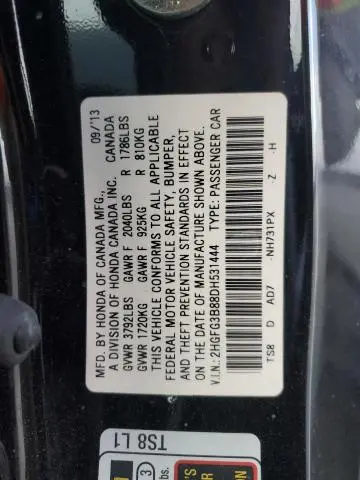 MFD. BY HONDA OF CANADA MFG. 09/'13
A DIVISION OF HONDA CANADA INC. CANADA
GVWR 3792LBS GAWR F 2040LBS R 1786LBS
GVWR 1720KG GAWR F 925KG R 810KG
THIS VEHICLE CONFORMS TO ALL APPLICABLE
FEDERAL MOTOR VEHICLE SAFETY, BUMPER,
AND THEFT PREVENTION STANDARDS IN EFFECT
ON THE DATE OF MANUFACTURE SHOWN ABOVE.
V.I.N.: 2HGFG3B88DH531444 TYPE: PASSENGER CAR
TS8 D AD7 -NH731PX -Z -H
TS8 L1
3
bs.